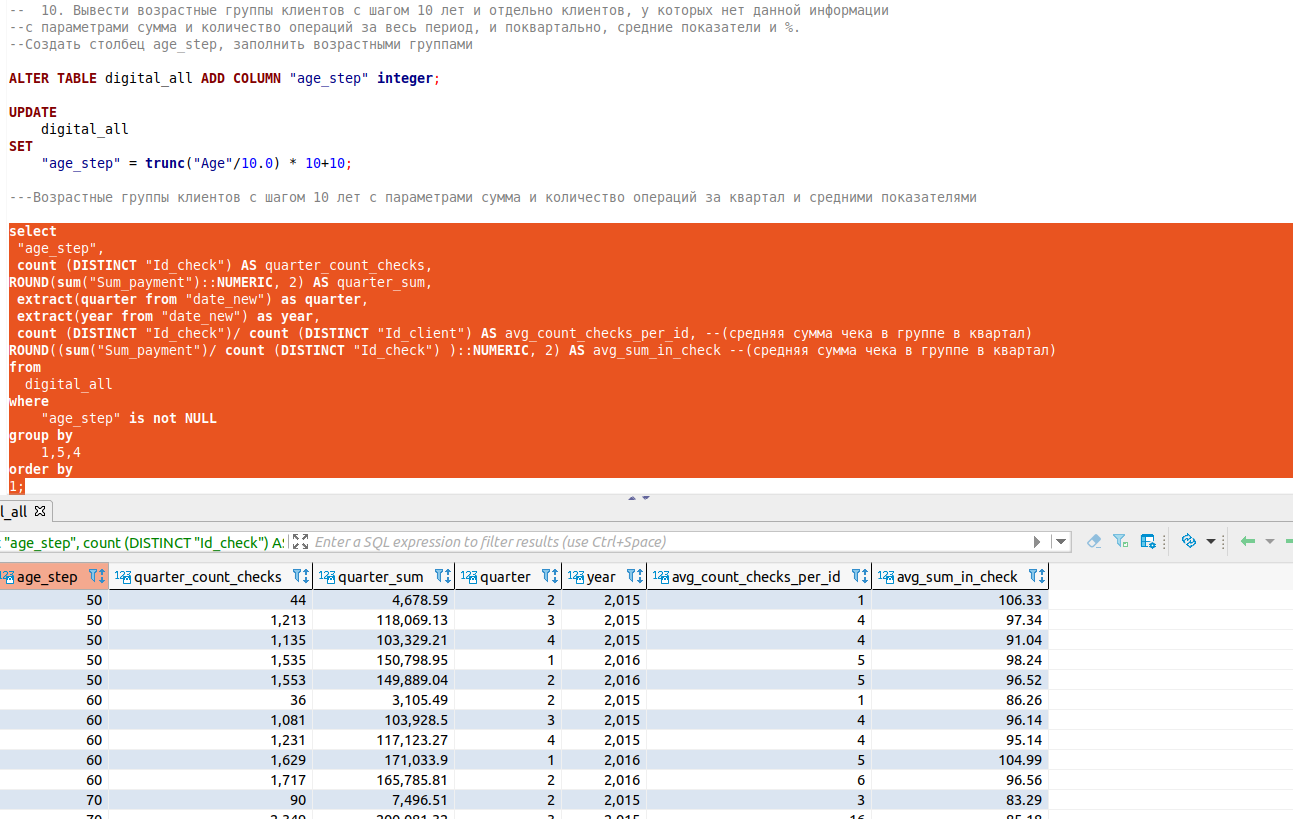 --  10. Вывести возрастные группы клиентов с шагом 10 лет и отдельно клиентов, у которых нет данной информации
--с параметрами сумма и количество операций за весь период, и поквартально, средние показатели и %.
--Создать столбец age_step, заполнить возрастными группами
ALTER TABLE digital_all ADD COLUMN "age_step" integer;
UPDATE
digital_all
SET
"age_step" = trunc("Age"/10.0) * 10+10;
---Возрастные группы клиентов с шагом 10 лет с параметрами сумма и количество операций за квартал и средними показателями
select
"age_step",
count (DISTINCT "Id_check") AS quarter_count_checks,
ROUND(sum("Sum_payment")::NUMERIC, 2) AS quarter_sum,
extract(quarter from "date_new") as quarter,
extract(year from "date_new") as year,
count (DISTINCT "Id_check")/ count (DISTINCT "Id_client") AS avg_count_checks_per_id, --(средняя сумма чека в группе в квартал)
ROUND((sum("Sum_payment")/ count (DISTINCT "Id_check") )::NUMERIC, 2) AS avg_sum_in_check --(средняя сумма чека в группе в квартал)
from
digital_all
where
"age_step" is not NULL
group by
1,5,4
order by
1;
l_all
"age_step", count (DISTINCT "Id_check") A
Enter a SQL expression to filter results (use Ctrl+Space)
123 age_step 123 quarter_count_checks 123 quarter_sum 123 quarter 123 year 123 avg_count_checks_per_id 123 avg_sum_in_check
50 44 4,678.59 2 2,015 1 106.33
50 1,213 118,069.13 3 2,015 4 97.34
50 1,135 103,329.21 4 2,015 4 91.04
50 1,535 150,798.95 1 2,016 5 98.24
50 1,553 149,889.04 2 2,016 5 96.52
60 36 3,105.49 2 2,015 1 86.26
60 1,081 103,928.5 3 2,015 4 96.14
60 1,231 117,123.27 4 2,015 4 95.14
60 1,629 171,033.9 1 2,016 5 104.99
60 1,717 165,785.81 2 2,016 6 96.56
70 90 7,496.51 2 2,015 3 83.29